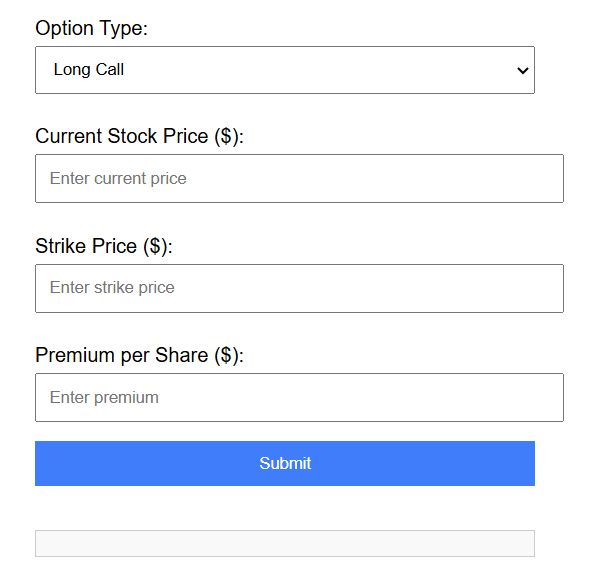 Option Type:
Long Call
Current Stock Price ($):
Enter current price
Strike Price ($):
Enter strike price
Premium per Share ($):
Enter premium
Submit